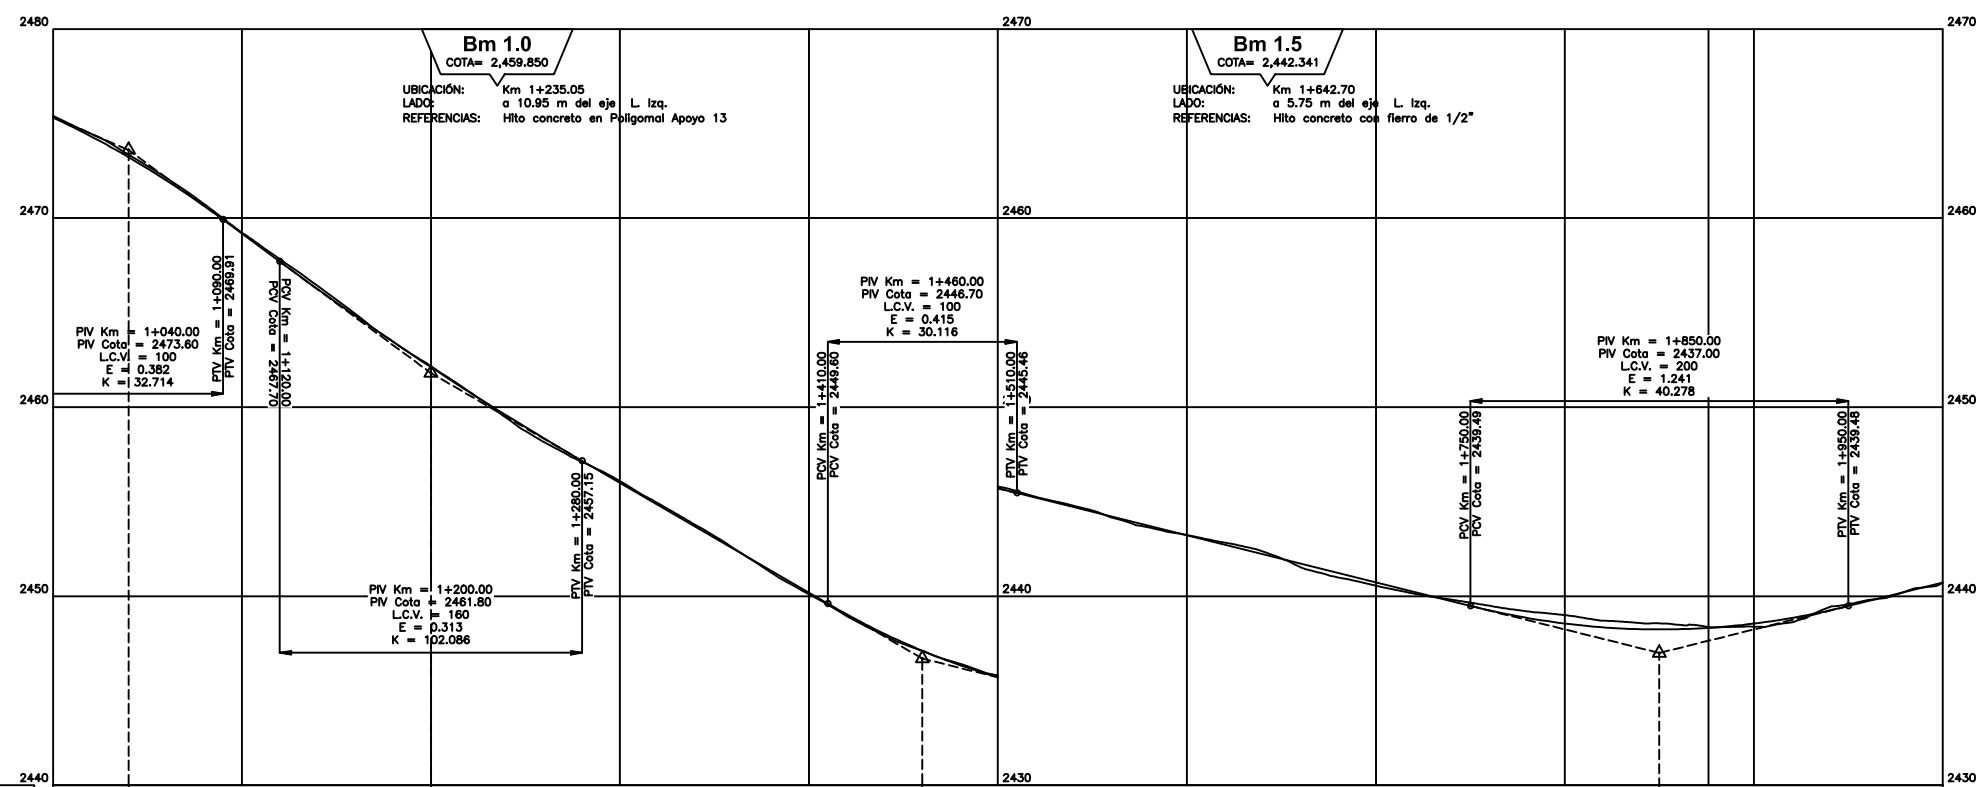 2480
Bm 1.0
COTA= 2,459.850
UBICACIÓN: Km 1+235.05
LADO: a 10.95 m del eje L. Izq.
REFERENCIAS: Hito concreto en Poligomal Apoyo 13
2470
Bm 1.5
COTA= 2,442.341
UBICACIÓN: Km 1+642.70
LADO: a 5.75 m del eje L. Izq.
REFERENCIAS: Hito concreto con fierro de 1/2"
2470
2470
2460
2460
PIV Km = 1+040.00
PIV Cota = 2473.60
L.C.V. = 100
E = 0.382
K = 32.714
PTV Km = 1+090.00
PTV Cota = 2469.91
PCV Km = 1+120.00
PCV Cota = 2467.70
PIV Km = 1+460.00
PIV Cota = 2446.70
L.C.V. = 100
E = 0.415
K = 30.116
PCV Km = 1+410.00
PCV Cota = 2449.60
PTV Km = 1+510.00
PTV Cota = 2445.46
PIV Km = 1+850.00
PIV Cota = 2437.00
L.C.V. = 200
E = 1.241
K = 40.278
2460
2450
2450
PCV Km = 1+750.00
PCV Cota = 2439.49
PTV Km = 1+950.00
PTV Cota = 2439.48
PTV Km = 1+280.00
PTV Cota = 2457.15
PIV Km = 1+200.00
PIV Cota = 2461.80
L.C.V. = 160
E = 0.313
K = 102.086
2450
2440
2440
2440
2430
2430